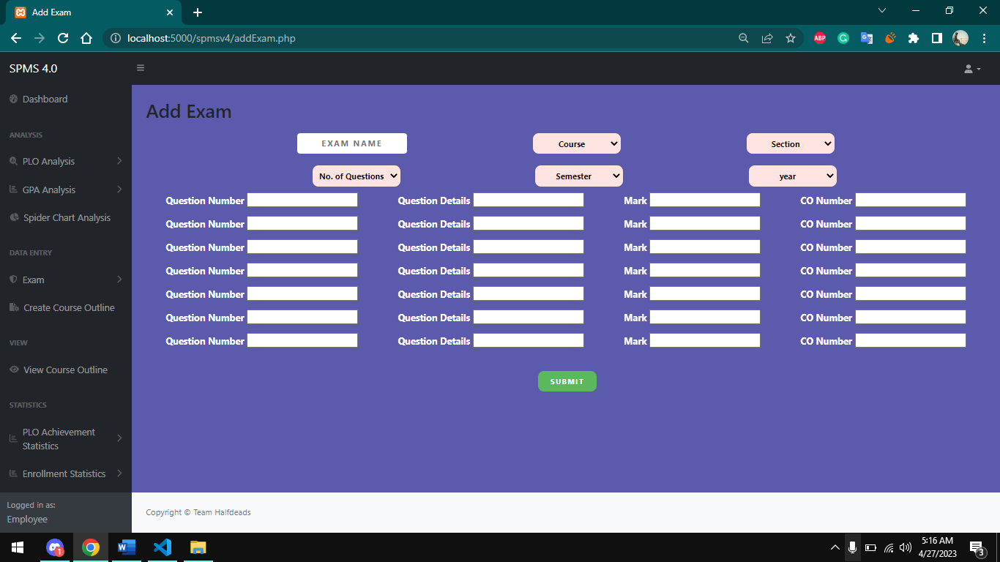 Add Exam
localhost:5000/spmsv4/addExam.php
ABP
G
SPMS 4.0
Dashboard
ANALYSIS
PLO Analysis
GPA Analysis
Spider Chart Analysis
DATA ENTRY
Exam
Create Course Outline
VIEW
View Course Outline
STATISTICS
PLO Achievement
Statistics
Enrollment Statistics
Logged in as:
Employee
Add Exam
EXAM NAME Course Section
No. of Questions Semester year
Question Number Question Details Mark CO Number
Question Number Question Details Mark CO Number
Question Number Question Details Mark CO Number
Question Number Question Details Mark CO Number
Question Number Question Details Mark CO Number
Question Number Question Details Mark CO Number
Question Number Question Details Mark CO Number
SUBMIT
Copyright © Team Halfdeads
1
W
5:16 AM
4/27/2023
3